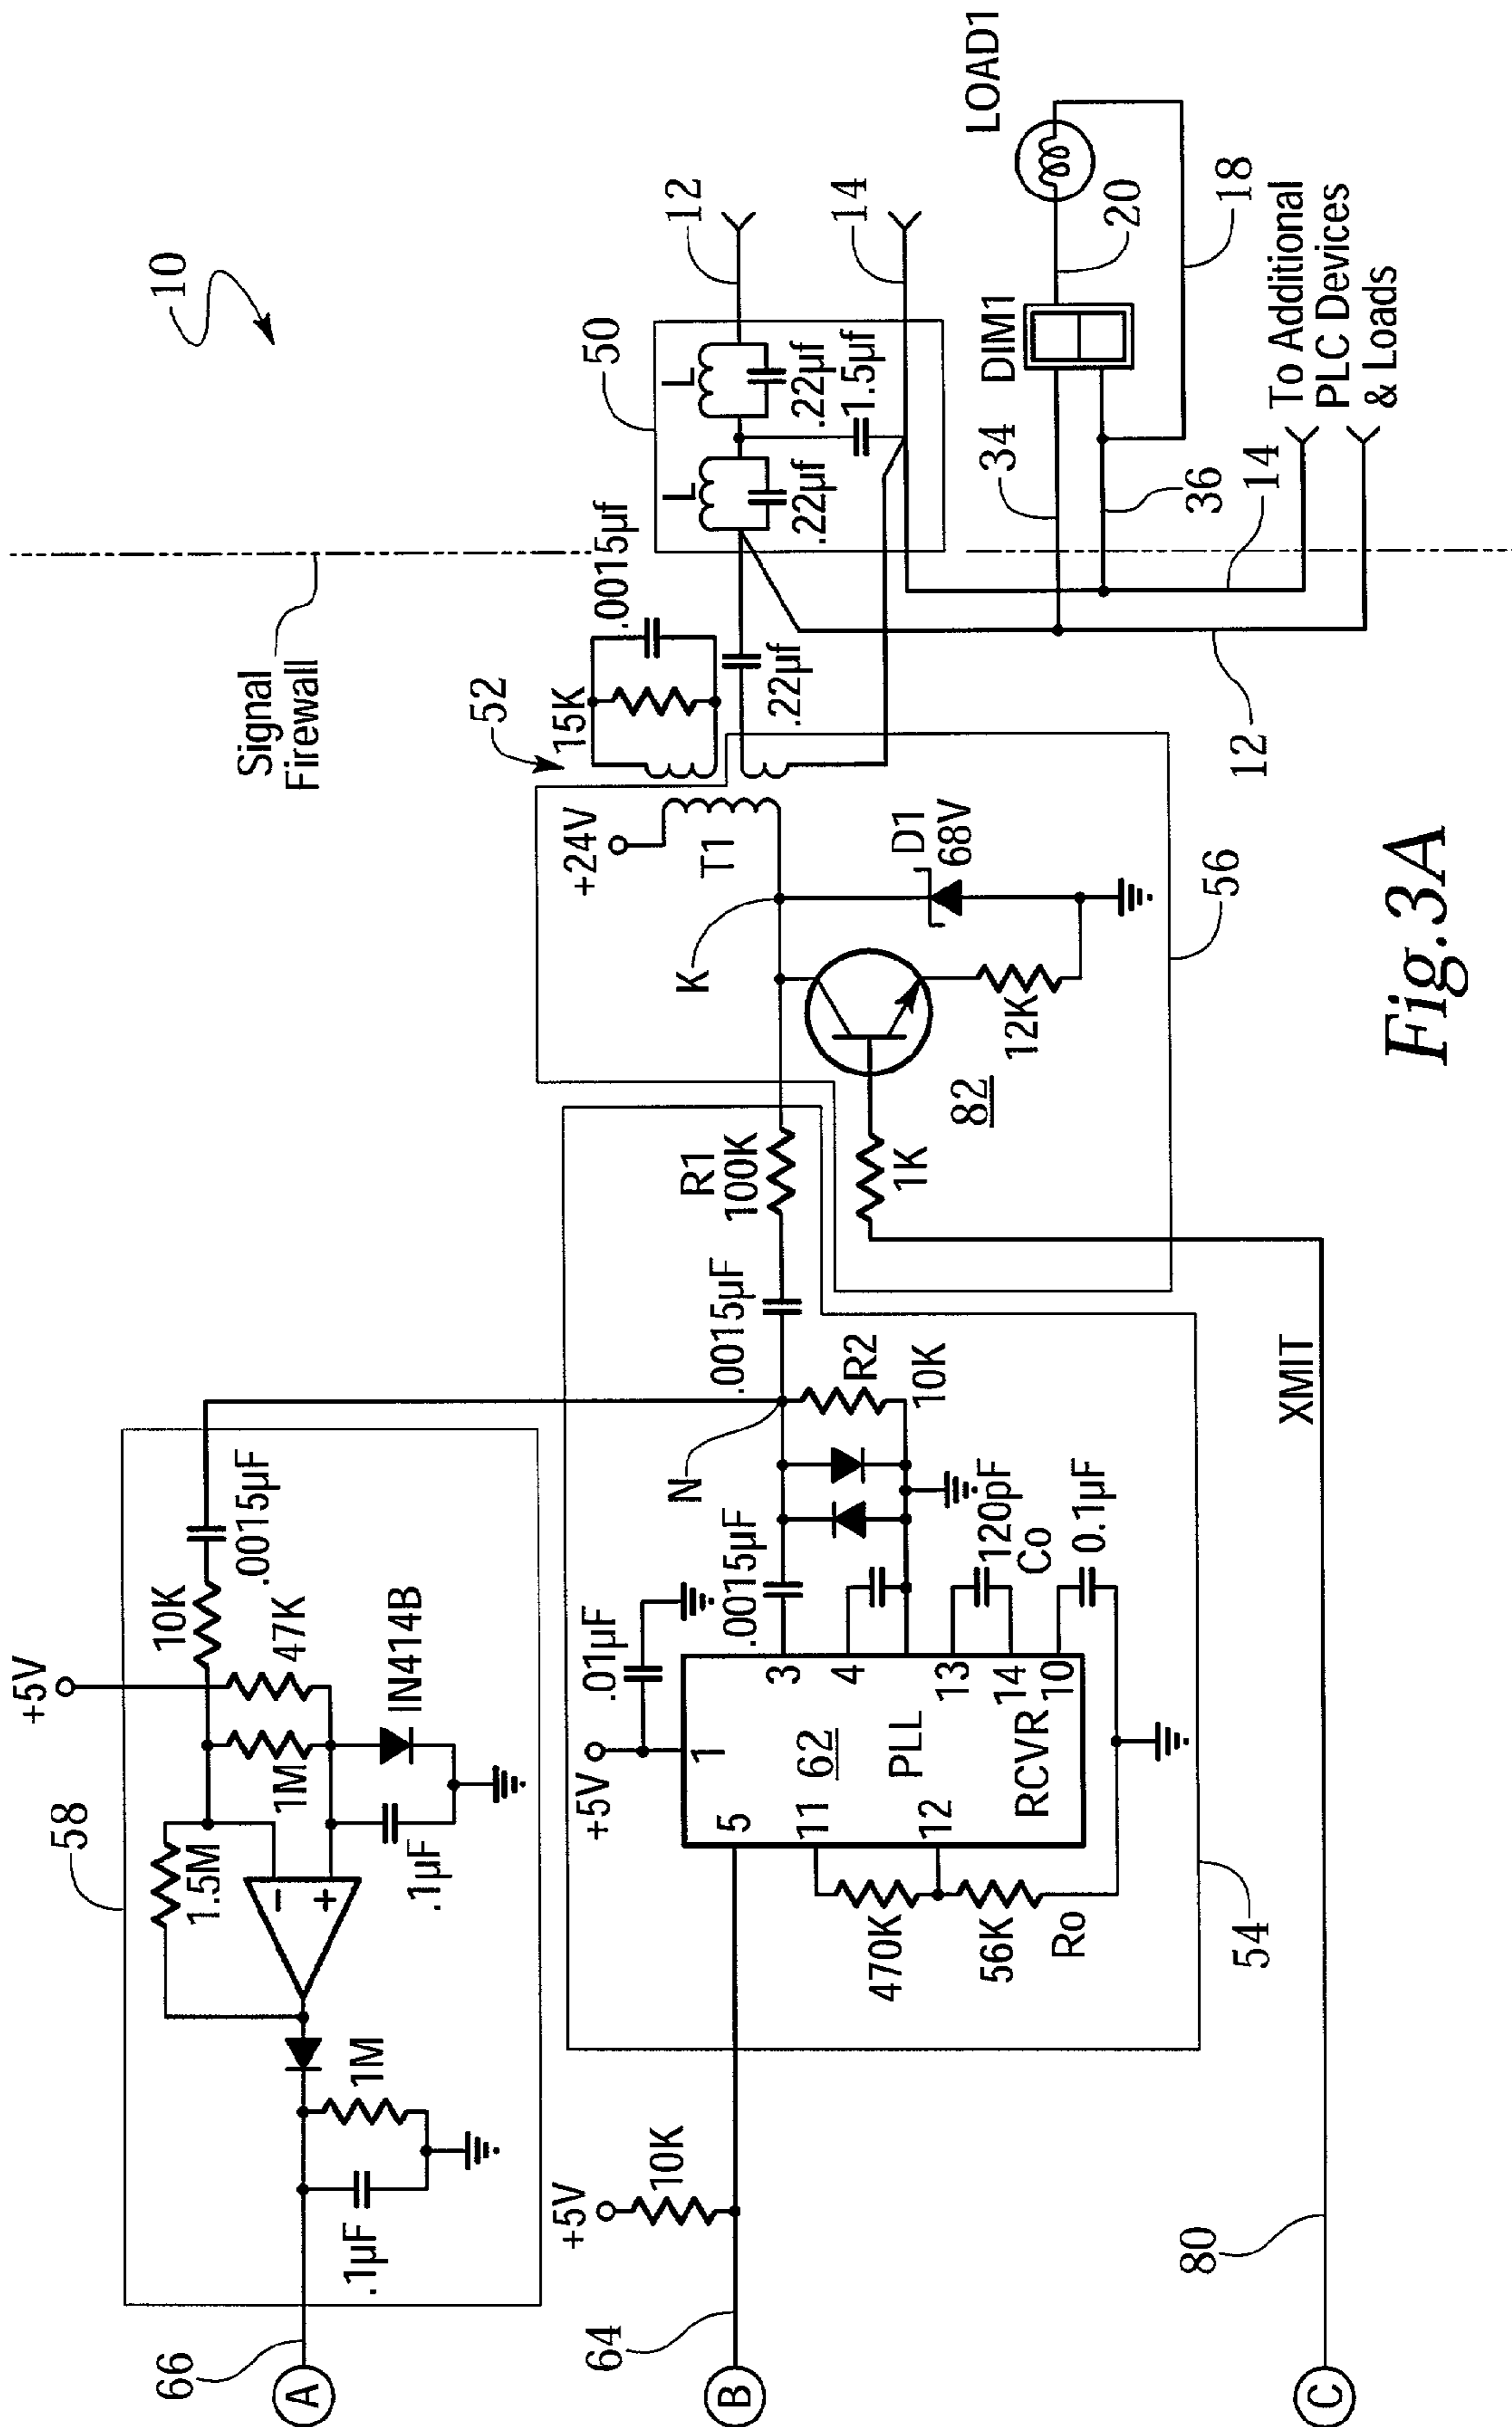 10
Signal
Firewall
66
A
.1µF
1M
58
1.5M
1M
.1µF
+5V
10K
47K
IN414B
.0015µF
−
+
64
B
+5V
10K
+5V
.01µF
1
5
3
4
11
12
13
14
10
62
PLL
RCVR
470K
56K
Ro
.0015µF
120pF
Co
0.1µF
54
N
.0015µF
R2
10K
R1
100K
1K
82
12K
K
D1
68V
56
+24V
T1
52
15K
.0015µf
.22µf
50
L
L
.22µf
.22µf
1.5µf
12
14
LOAD1
DIM1
20
18
34
36
14
12
To Additional
PLC Devices
& Loads
80
XMIT
C
Fig.3A